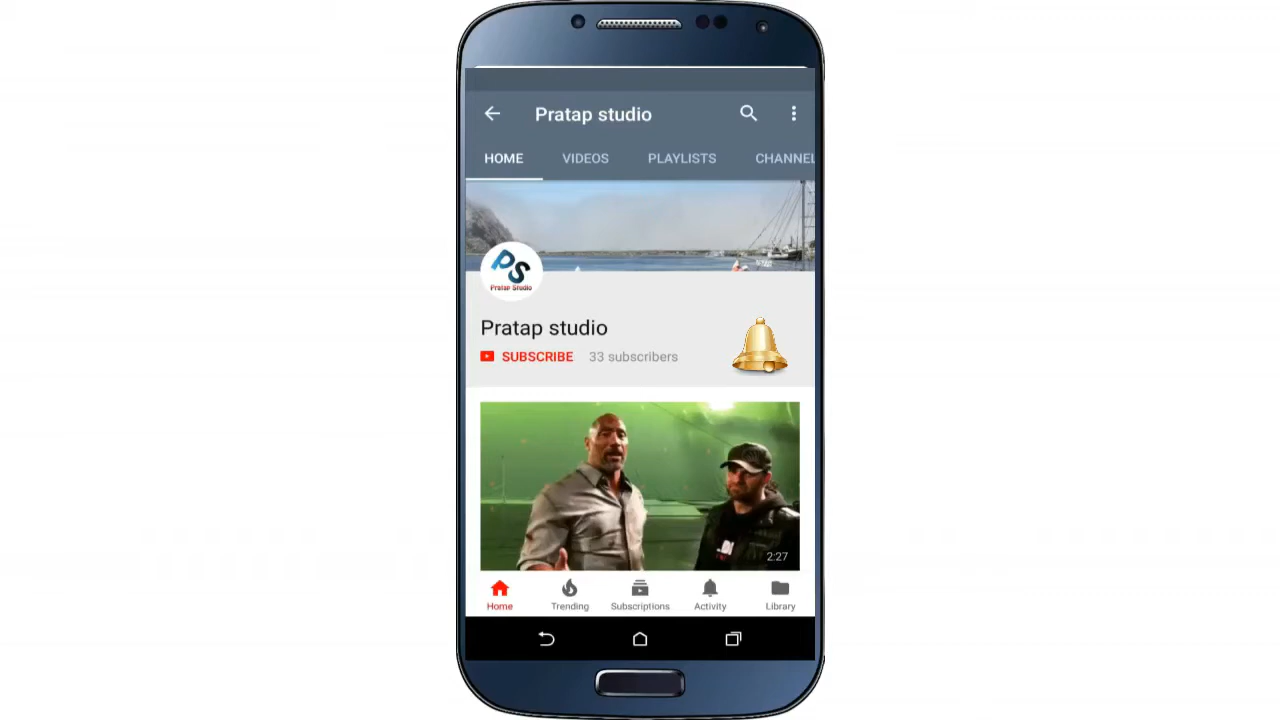 Pratap studio
HOME VIDEOS PLAYLISTS CHANNEL
PS
Pratap Studio
Pratap studio
SUBSCRIBE 33 subscribers
2:27
Home Trending Subscriptions Activity Library